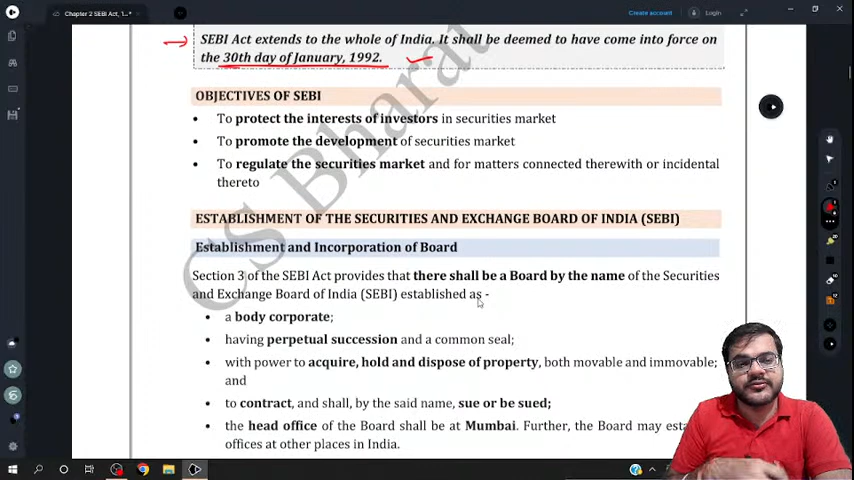 Chapter 2 SEBI Act, 1...*
Create account
Login
SEBI Act extends to the whole of India. It shall be deemed to have come into force on
the 30th day of January, 1992.
OBJECTIVES OF SEBI
• To protect the interests of investors in securities market
• To promote the development of securities market
• To regulate the securities market and for matters connected therewith or incidental
thereto
CS Bharat
ESTABLISHMENT OF THE SECURITIES AND EXCHANGE BOARD OF INDIA (SEBI)
Establishment and Incorporation of Board
Section 3 of the SEBI Act provides that there shall be a Board by the name of the Securities
and Exchange Board of India (SEBI) established as -
• a body corporate;
• having perpetual succession and a common seal;
• with power to acquire, hold and dispose of property, both movable and immovable;
and
• to contract, and shall, by the said name, sue or be sued;
• the head office of the Board shall be at Mumbai. Further, the Board may
offices at other places in India.